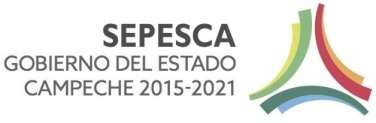 SEPESCA
GOBIERNO DEL ESTADO
CAMPECHE 2015-2021